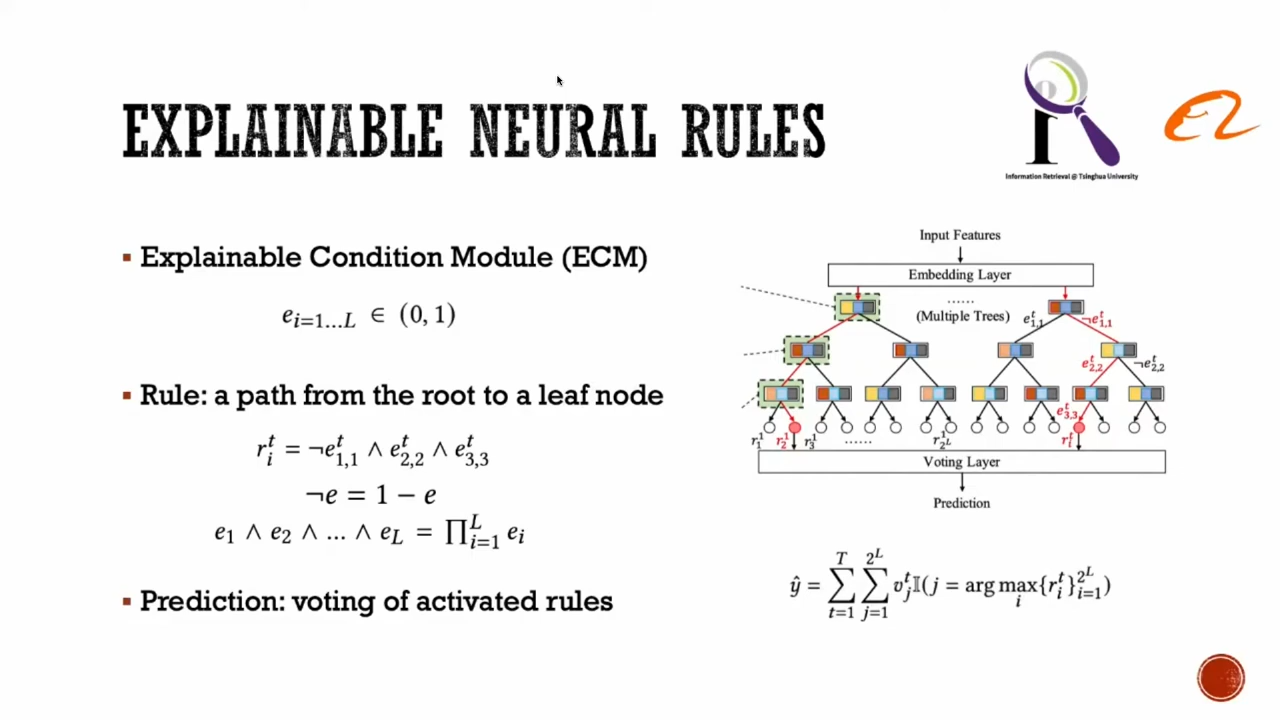 EXPLAINABLE NEURAL RULES
Information Retrieval @ Tsinghua University
▪ Explainable Condition Module (ECM)
e_{i=1…L} ∈ (0, 1)
▪ Rule: a path from the root to a leaf node
r_i^t = ¬e_{1,1}^t ∧ e_{2,2}^t ∧ e_{3,3}^t
¬e = 1 − e
e_1 ∧ e_2 ∧ … ∧ e_L = ∏_{i=1}^L e_i
▪ Prediction: voting of activated rules
Input Features
Embedding Layer
......
(Multiple Trees)
e_{1,1}^t ¬e_{1,1}^t
e_{2,2}^t ¬e_{2,2}^t
e_{3,3}^t
r_1^1 r_2^1 r_3^1 ...... r_{2^L}^1 r_i^t
Voting Layer
Prediction
ŷ = ∑_{t=1}^T ∑_{j=1}^{2^L} v_j^t 𝕀(j = arg max_i {r_i^t}_{i=1}^{2^L})